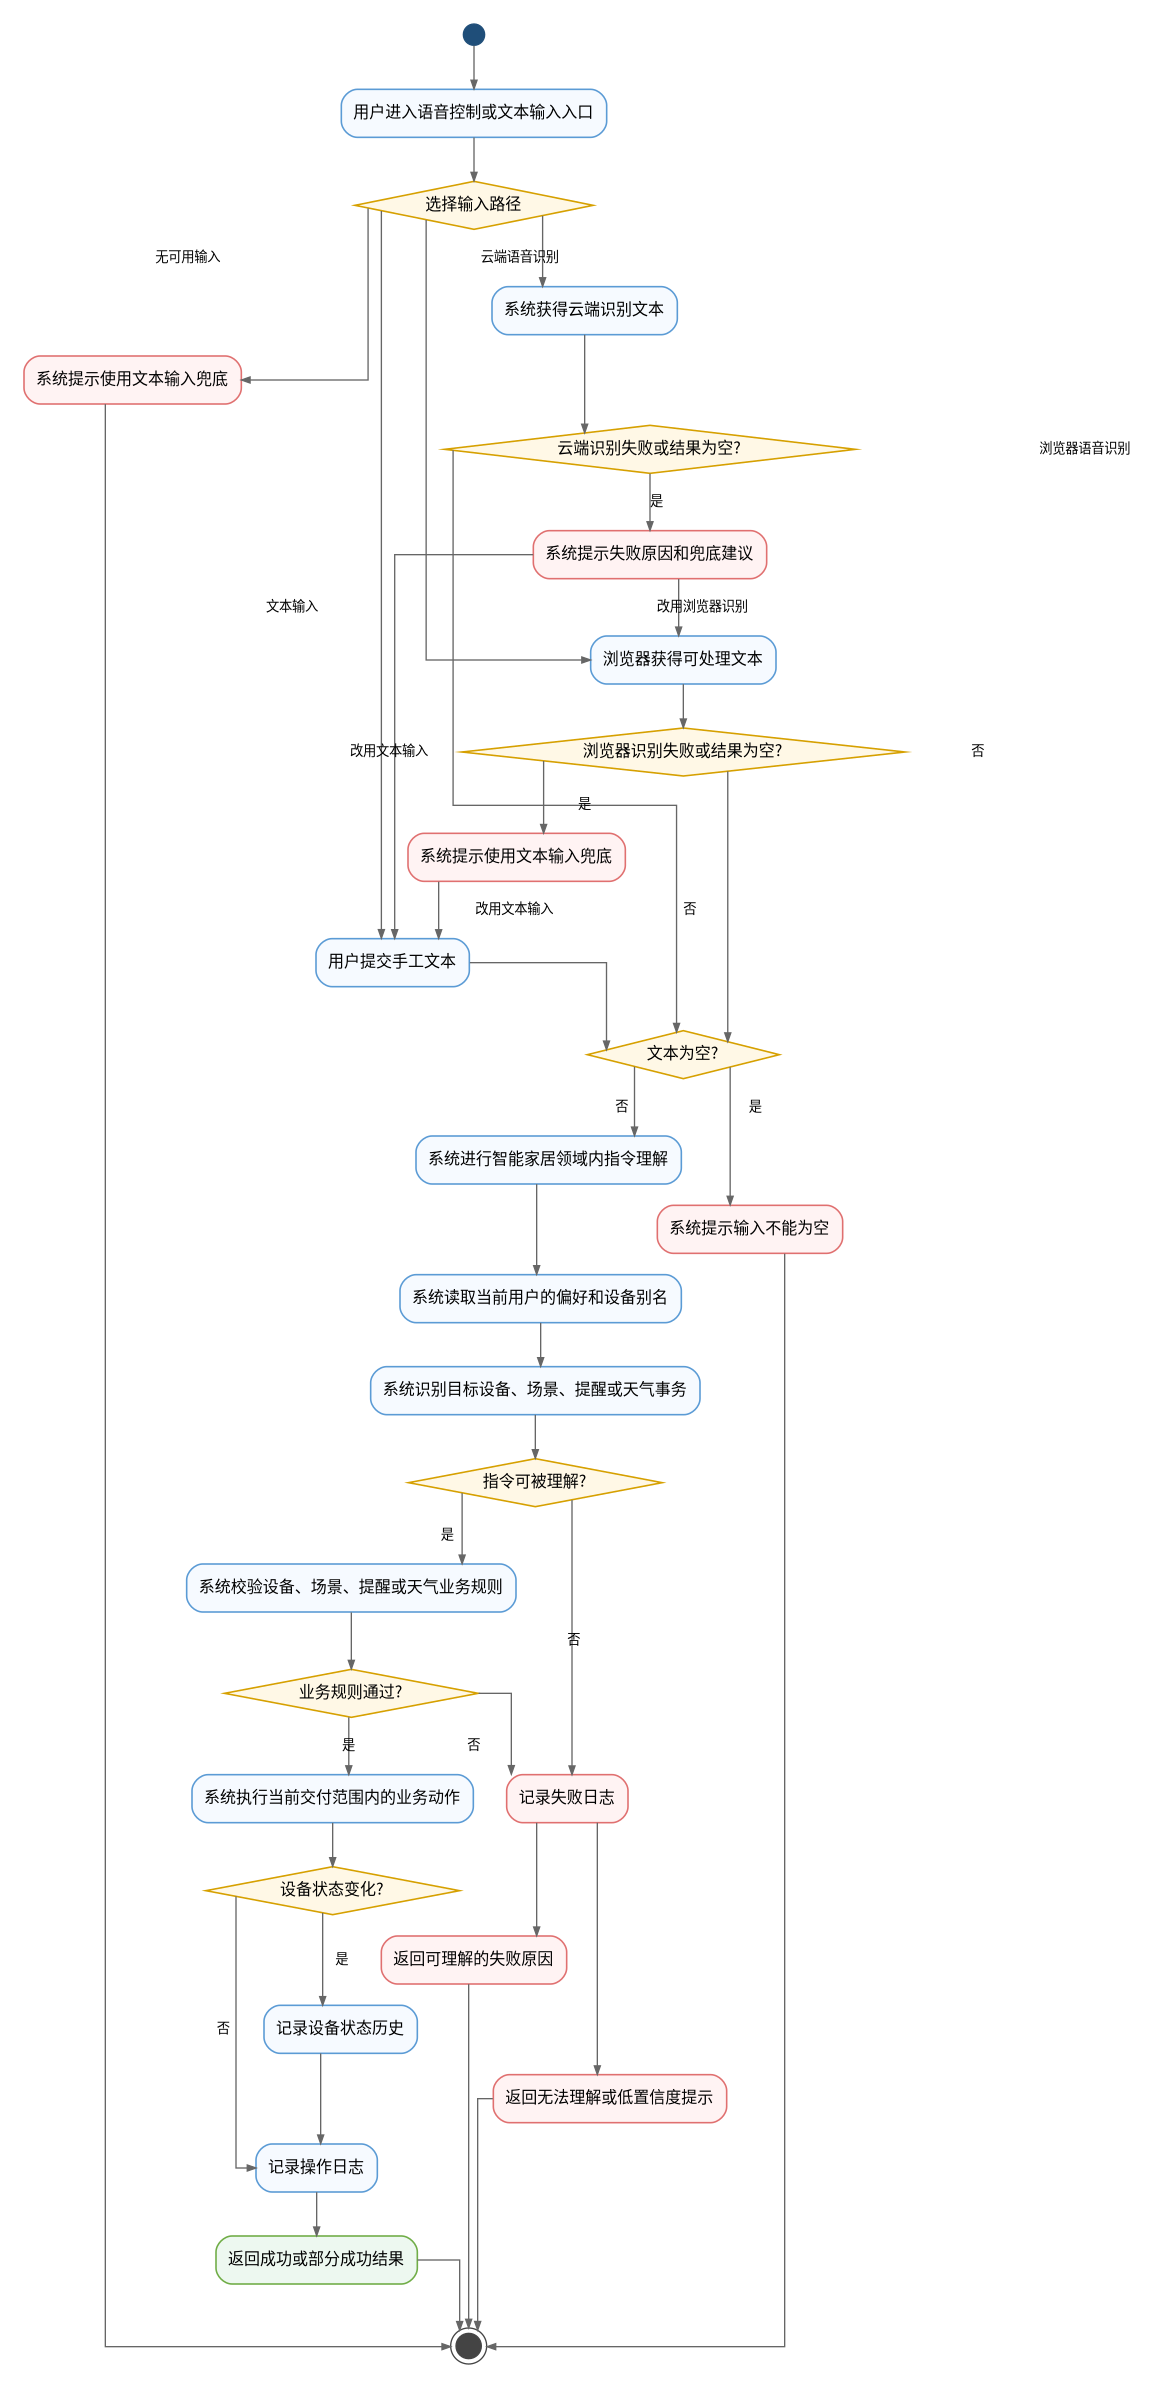 用户进入语音控制或文本输入入口
选择输入路径
无可用输入
云端语音识别
系统获得云端识别文本
系统提示使用文本输入兜底
云端识别失败或结果为空?
浏览器语音识别
是
系统提示失败原因和兜底建议
文本输入
改用浏览器识别
浏览器获得可处理文本
改用文本输入
浏览器识别失败或结果为空?
否
是
系统提示使用文本输入兜底
改用文本输入
否
用户提交手工文本
文本为空?
否
是
系统进行智能家居领域内指令理解
系统提示输入不能为空
系统读取当前用户的偏好和设备别名
系统识别目标设备、场景、提醒或天气事务
指令可被理解?
是
系统校验设备、场景、提醒或天气业务规则
否
业务规则通过?
是
否
系统执行当前交付范围内的业务动作
记录失败日志
设备状态变化?
是
返回可理解的失败原因
否
记录设备状态历史
返回无法理解或低置信度提示
记录操作日志
返回成功或部分成功结果